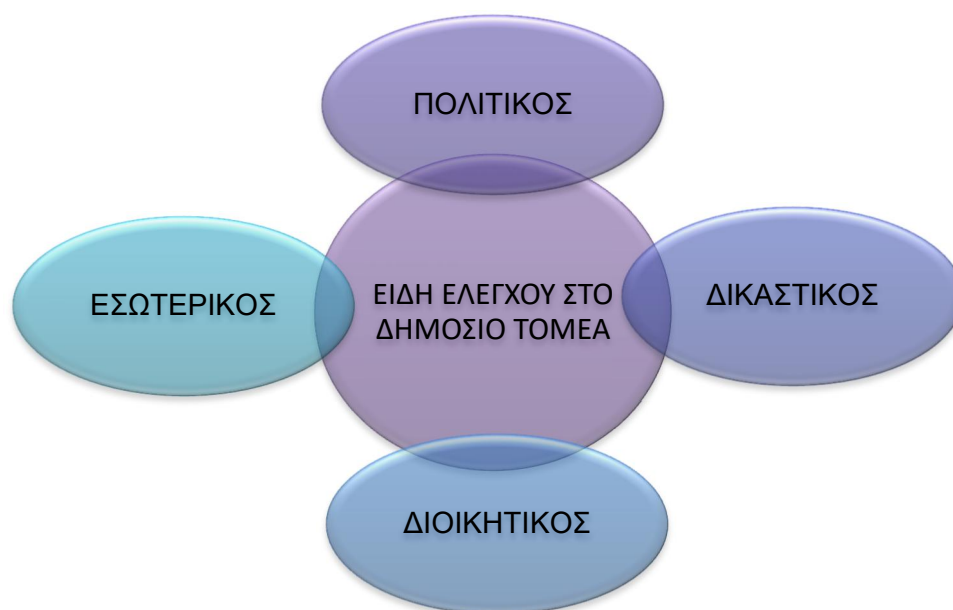 ΠΟΛΙΤΙΚΟΣ
ΕΣΩΤΕΡΙΚΟΣ
ΕΙΔΗ ΕΛΕΓΧΟΥ ΣΤΟ
ΔΗΜΟΣΙΟ ΤΟΜΕΑ
ΔΙΚΑΣΤΙΚΟΣ
ΔΙΟΙΚΗΤΙΚΟΣ